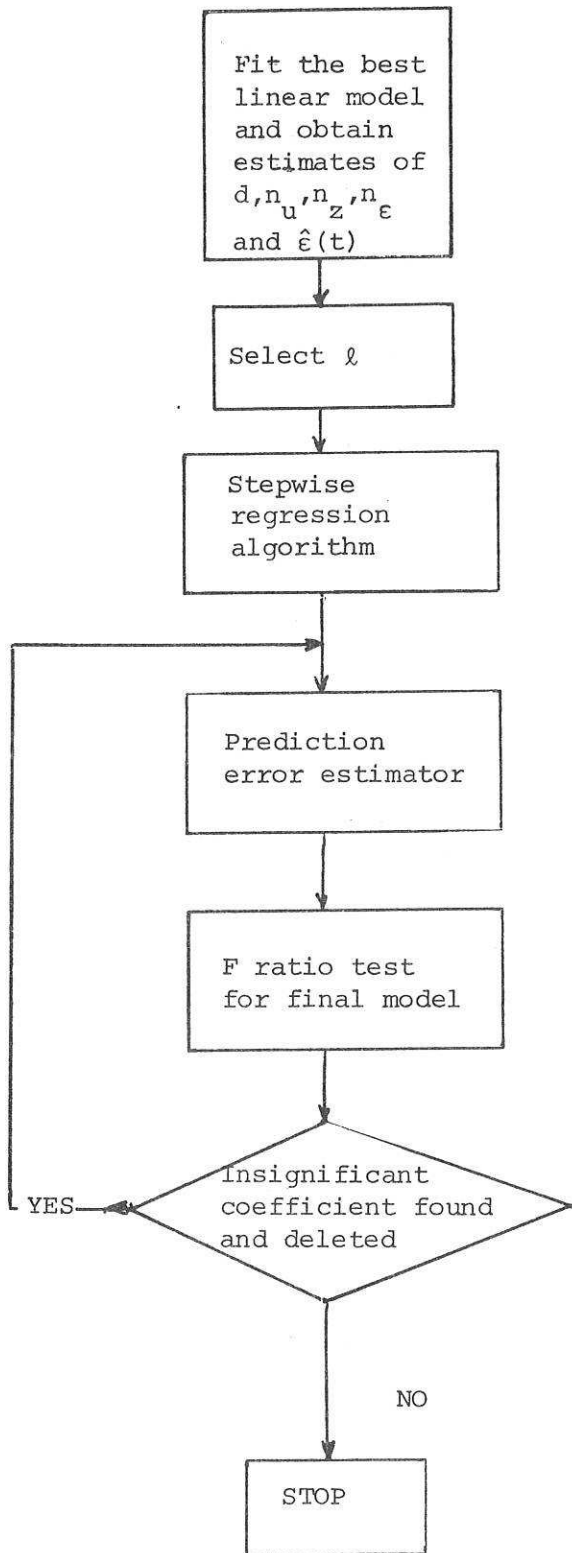 Fit the best
linear model
and obtain
estimates of
d,n_u,n_z,n_ε
and ε̂(t)
Select ℓ
Stepwise
regression
algorithm
Prediction
error estimator
F ratio test
for final model
Insignificant
coefficient found
and deleted
YES
NO
STOP